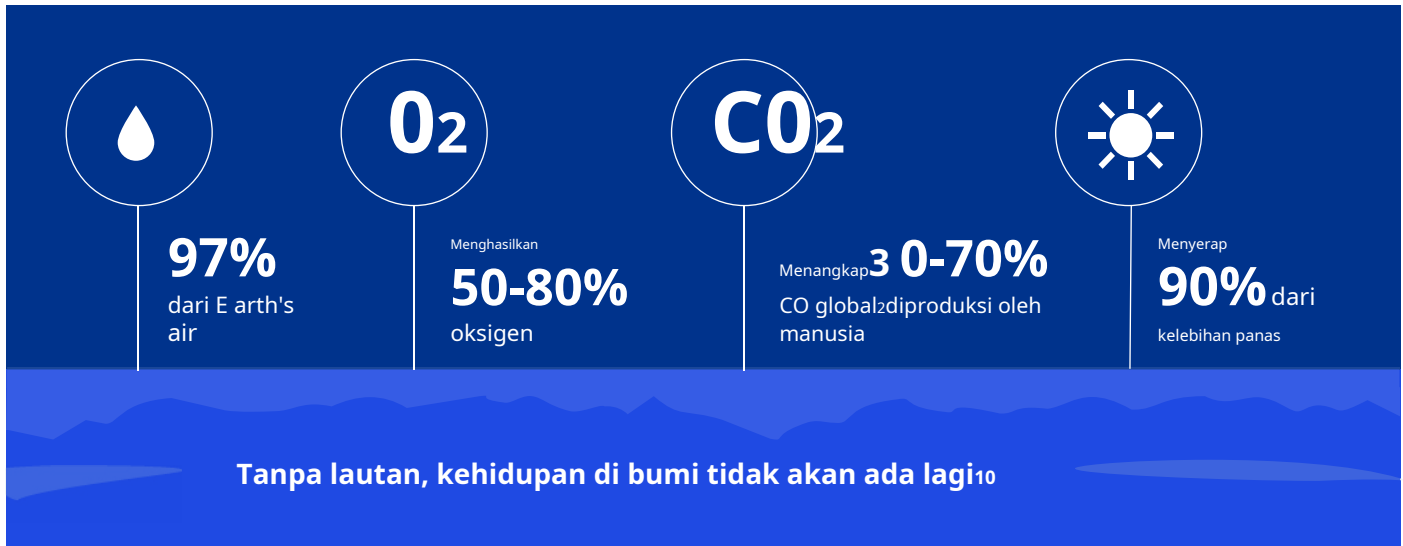 02
C02
97%
dari E arth's
air
Menghasilkan
50-80%
oksigen
Menangkap3 0-70%
CO global2diproduksi oleh
manusia
Menyerap
90% dari
kelebihan panas
Tanpa lautan, kehidupan di bumi tidak akan ada lagi10